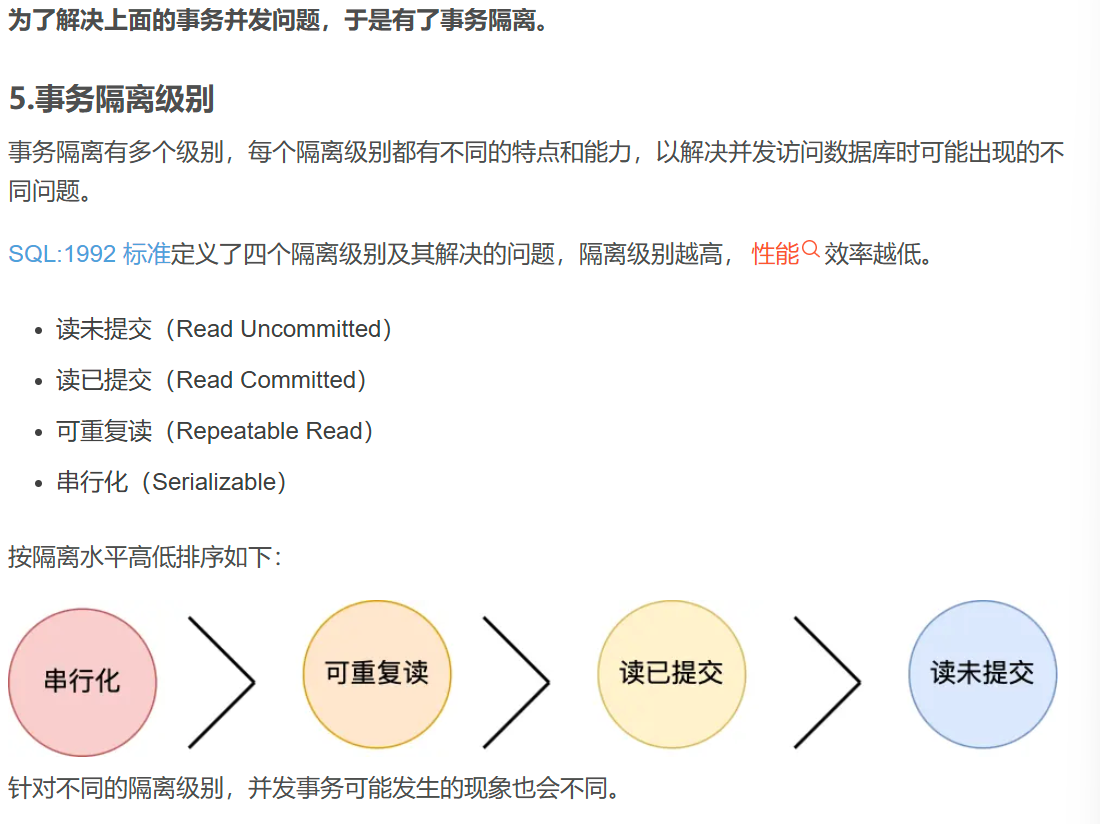 为了解决上面的事务并发问题，于是有了事务隔离。
5.事务隔离级别
事务隔离有多个级别，每个隔离级别都有不同的特点和能力，以解决并发访问数据库时可能出现的不
同问题。
SQL:1992 标准定义了四个隔离级别及其解决的问题，隔离级别越高， 性能 效率越低。
• 读未提交（Read Uncommitted）
• 读已提交（Read Committed）
• 可重复读（Repeatable Read）
• 串行化（Serializable）
按隔离水平高低排序如下：
串行化 可重复读 读已提交 读未提交
针对不同的隔离级别，并发事务可能发生的现象也会不同。